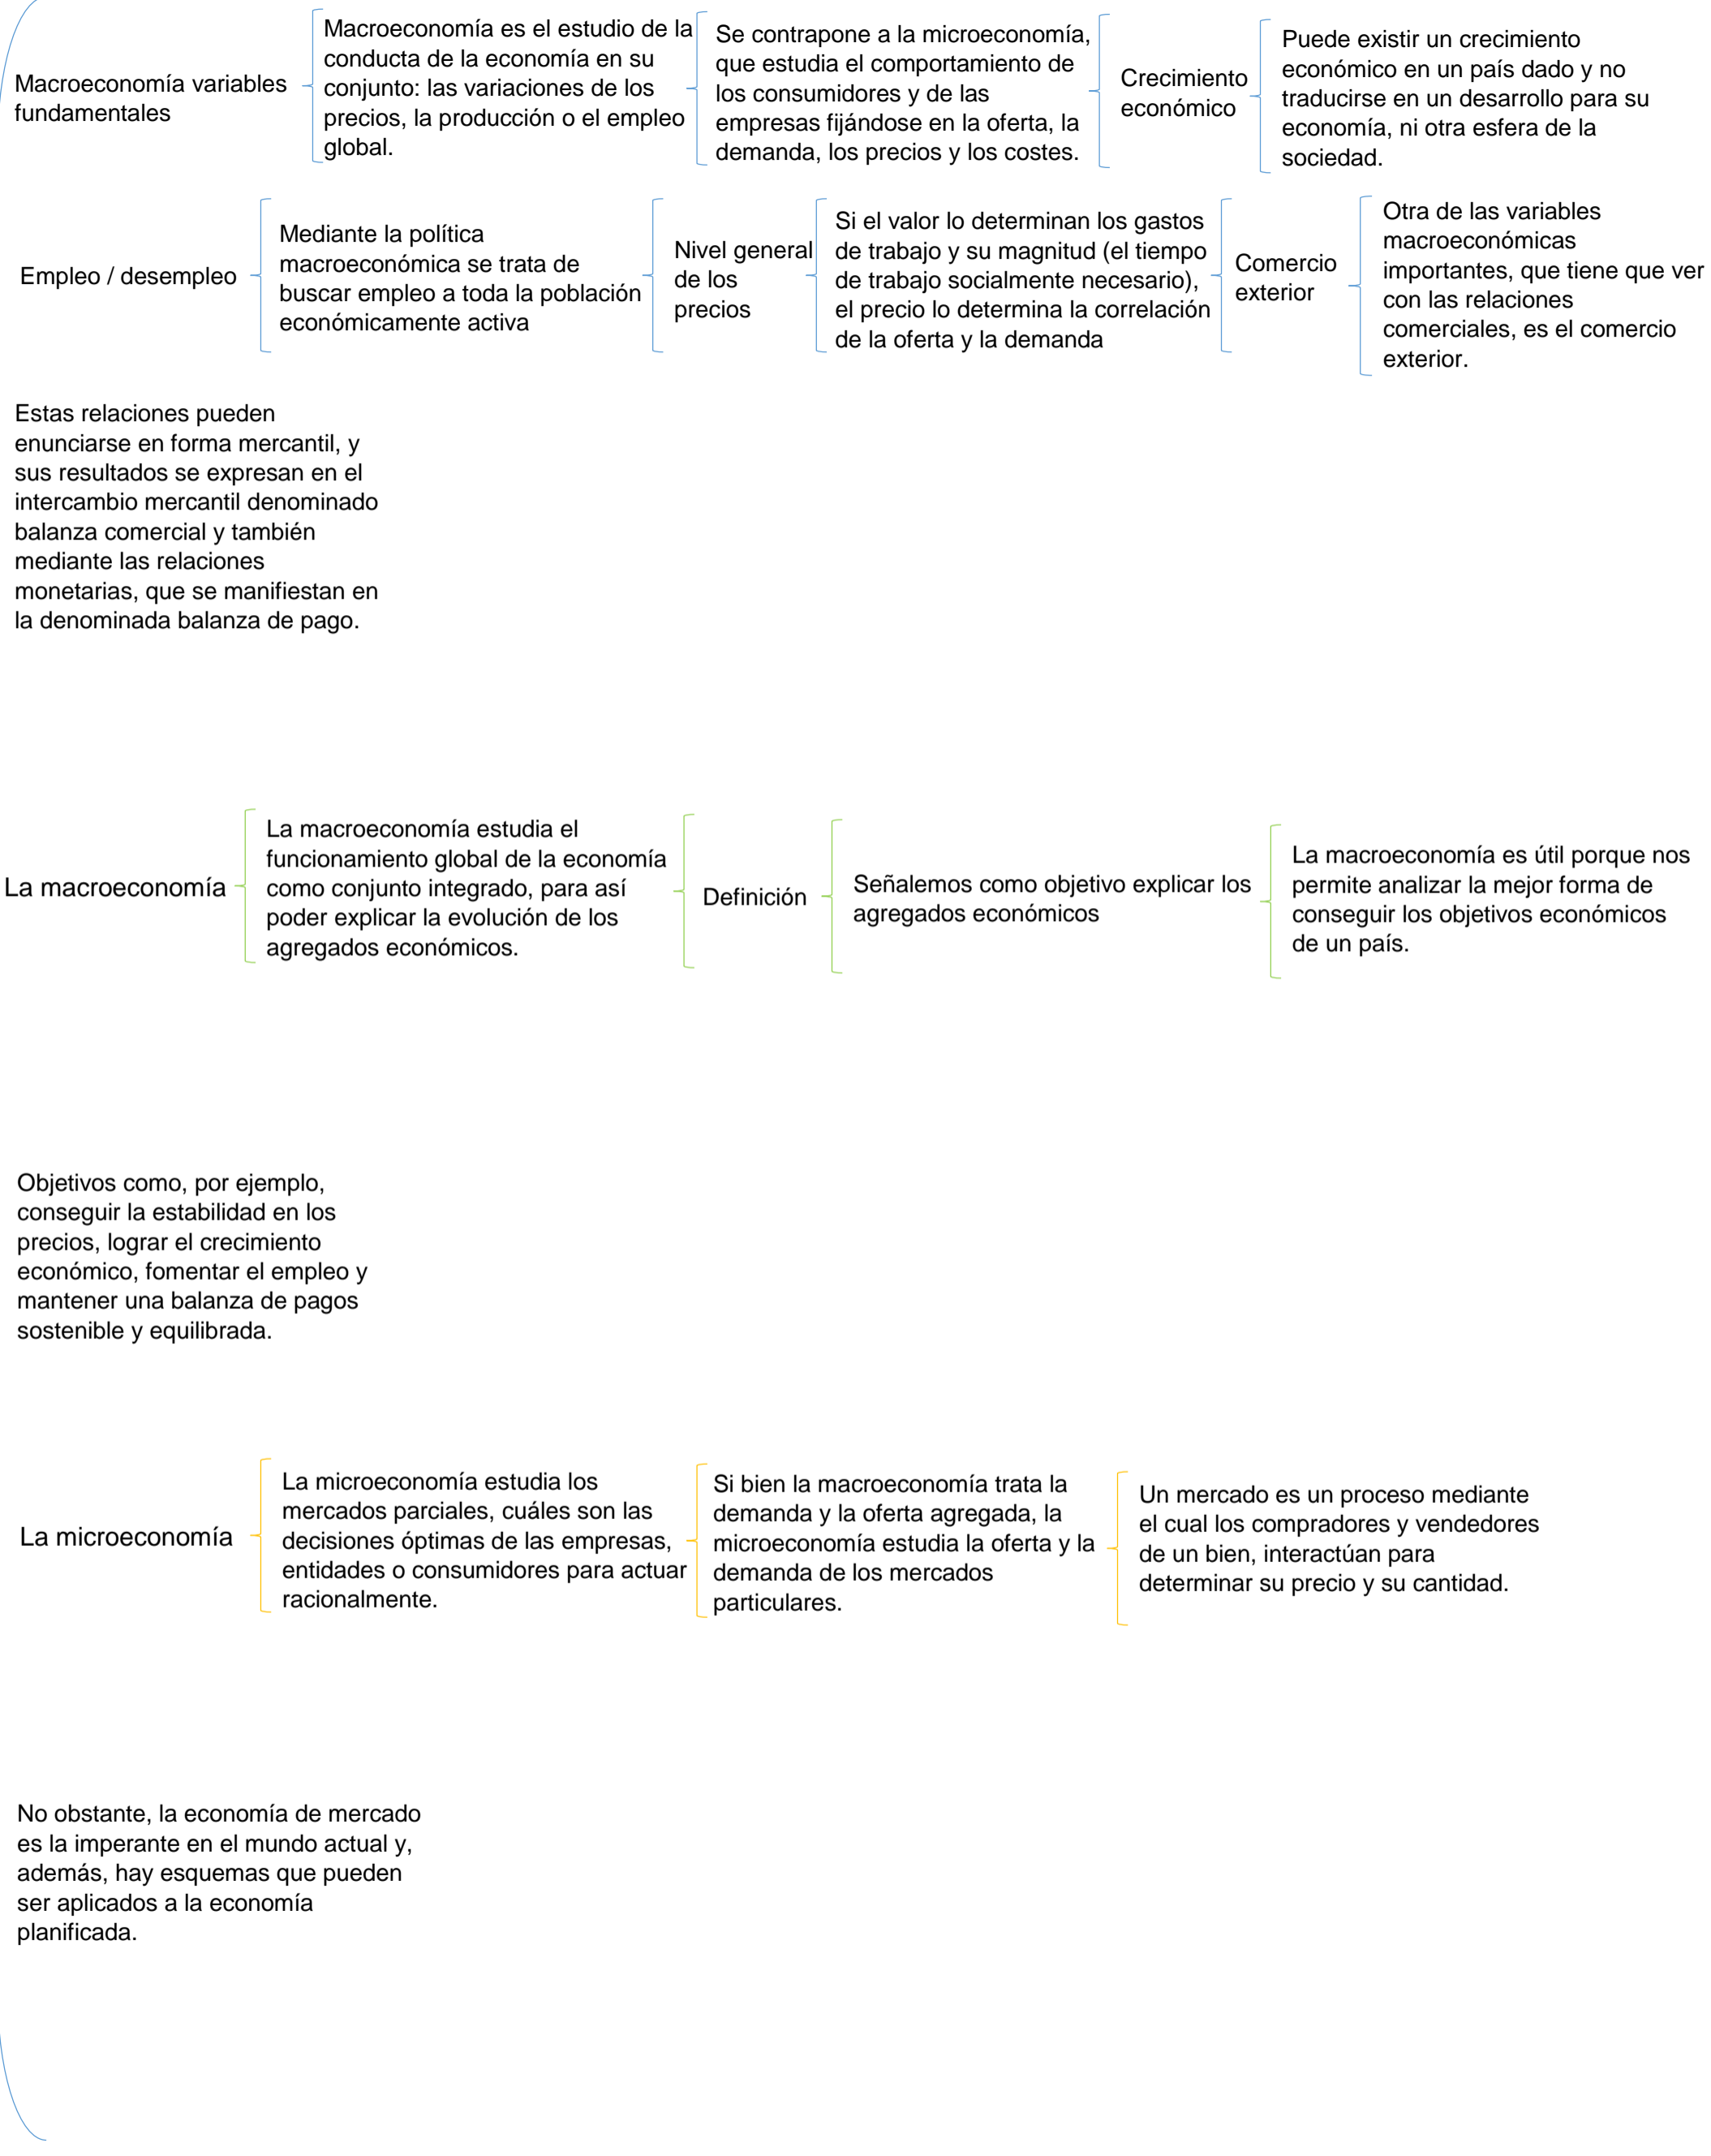 Macroeconomía variables
fundamentales
Macroeconomía es el estudio de la
conducta de la economía en su
conjunto: las variaciones de los
precios, la producción o el empleo
global.
Se contrapone a la microeconomía,
que estudia el comportamiento de
los consumidores y de las
empresas fijándose en la oferta, la
demanda, los precios y los costes.
Crecimiento
económico
Puede existir un crecimiento
económico en un país dado y no
traducirse en un desarrollo para su
economía, ni otra esfera de la
sociedad.
Empleo / desempleo
Mediante la política
macroeconómica se trata de
buscar empleo a toda la población
económicamente activa
Nivel general
de los
precios
Si el valor lo determinan los gastos
de trabajo y su magnitud (el tiempo
de trabajo socialmente necesario),
el precio lo determina la correlación
de la oferta y la demanda
Comercio
exterior
Otra de las variables
macroeconómicas
importantes, que tiene que ver
con las relaciones
comerciales, es el comercio
exterior.
Estas relaciones pueden
enunciarse en forma mercantil, y
sus resultados se expresan en el
intercambio mercantil denominado
balanza comercial y también
mediante las relaciones
monetarias, que se manifiestan en
la denominada balanza de pago.
La macroeconomía
La macroeconomía estudia el
funcionamiento global de la economía
como conjunto integrado, para así
poder explicar la evolución de los
agregados económicos.
Definición
Señalemos como objetivo explicar los
agregados económicos
La macroeconomía es útil porque nos
permite analizar la mejor forma de
conseguir los objetivos económicos
de un país.
Objetivos como, por ejemplo,
conseguir la estabilidad en los
precios, lograr el crecimiento
económico, fomentar el empleo y
mantener una balanza de pagos
sostenible y equilibrada.
La microeconomía
La microeconomía estudia los
mercados parciales, cuáles son las
decisiones óptimas de las empresas,
entidades o consumidores para actuar
racionalmente.
Si bien la macroeconomía trata la
demanda y la oferta agregada, la
microeconomía estudia la oferta y la
demanda de los mercados
particulares.
Un mercado es un proceso mediante
el cual los compradores y vendedores
de un bien, interactúan para
determinar su precio y su cantidad.
No obstante, la economía de mercado
es la imperante en el mundo actual y,
además, hay esquemas que pueden
ser aplicados a la economía
planificada.